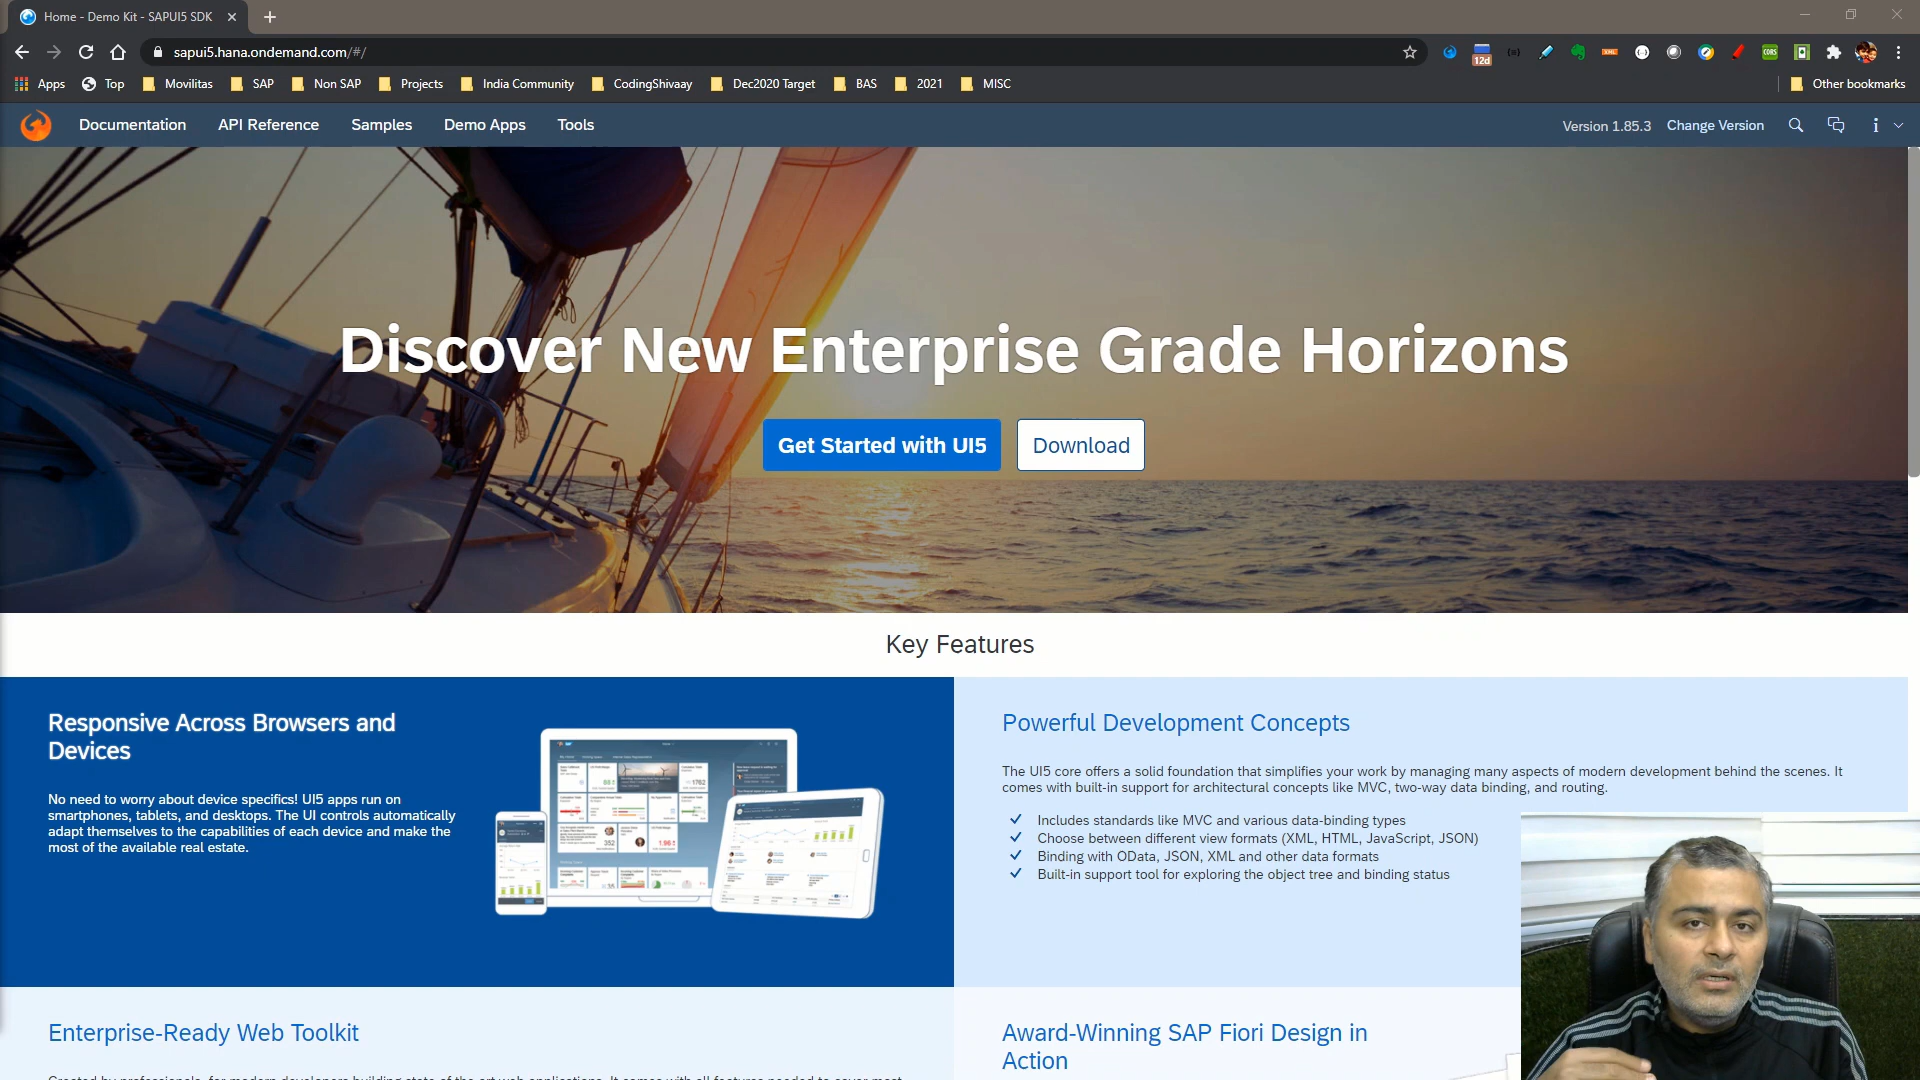 Home - Demo Kit - SAPUI5 SDK
sapui5.hana.ondemand.com/#/
12d
CORS
Apps
Top
Movilitas
SAP
Non SAP
Projects
India Community
CodingShivaay
Dec2020 Target
BAS
2021
MISC
Other bookmarks
Documentation
API Reference
Samples
Demo Apps
Tools
Version 1.85.3
Change Version
Discover New Enterprise Grade Horizons
Get Started with UI5
Download
Key Features
Responsive Across Browsers and
Devices
No need to worry about device specifics! UI5 apps run on
smartphones, tablets, and desktops. The UI controls automatically
adapt themselves to the capabilities of each device and make the
most of the available real estate.
Powerful Development Concepts
The UI5 core offers a solid foundation that simplifies your work by managing many aspects of modern development behind the scenes. It
comes with built-in support for architectural concepts like MVC, two-way data binding, and routing.
Includes standards like MVC and various data-binding types
Choose between different view formats (XML, HTML, JavaScript, JSON)
Binding with OData, JSON, XML and other data formats
Built-in support tool for exploring the object tree and binding status
Enterprise-Ready Web Toolkit
Award-Winning SAP Fiori Design in
Action